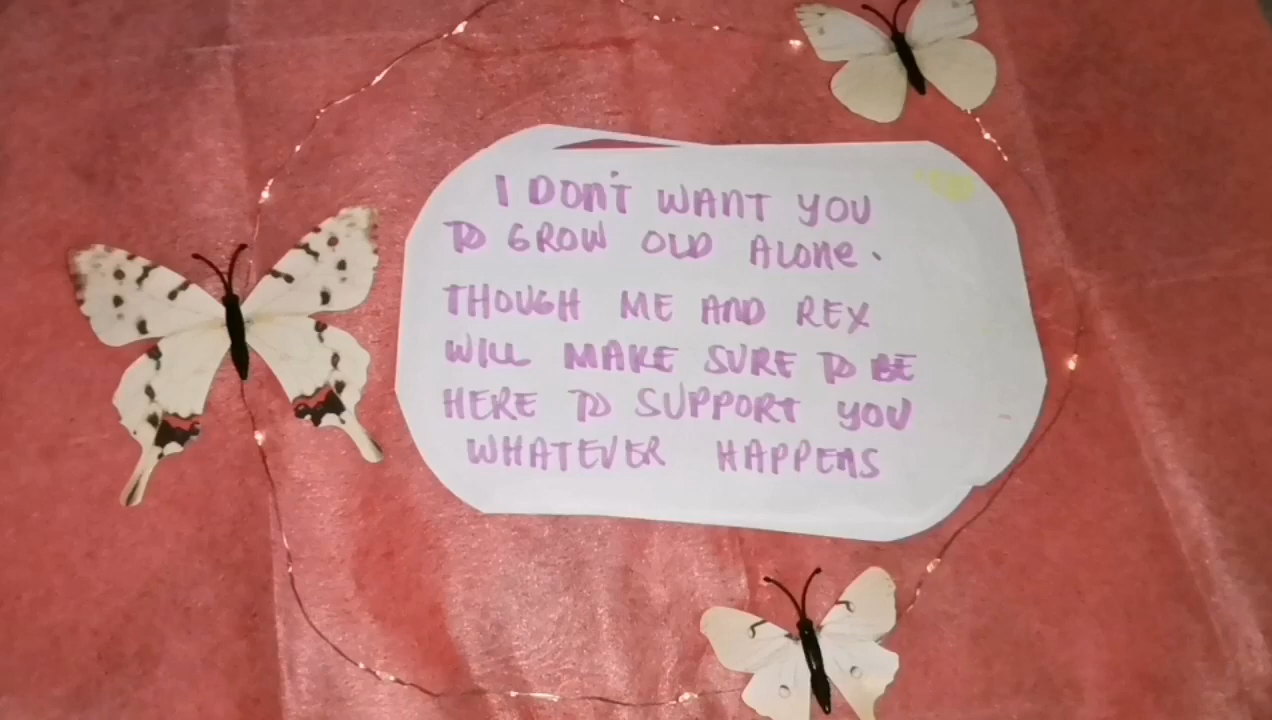 I DON'T WANT YOU
TO GROW OLD ALONe.
THOUGH ME AND REX
WILL MAKE SURE TO BE
HERE TO SUPPORT YOU
WHATEVER HAPPENS